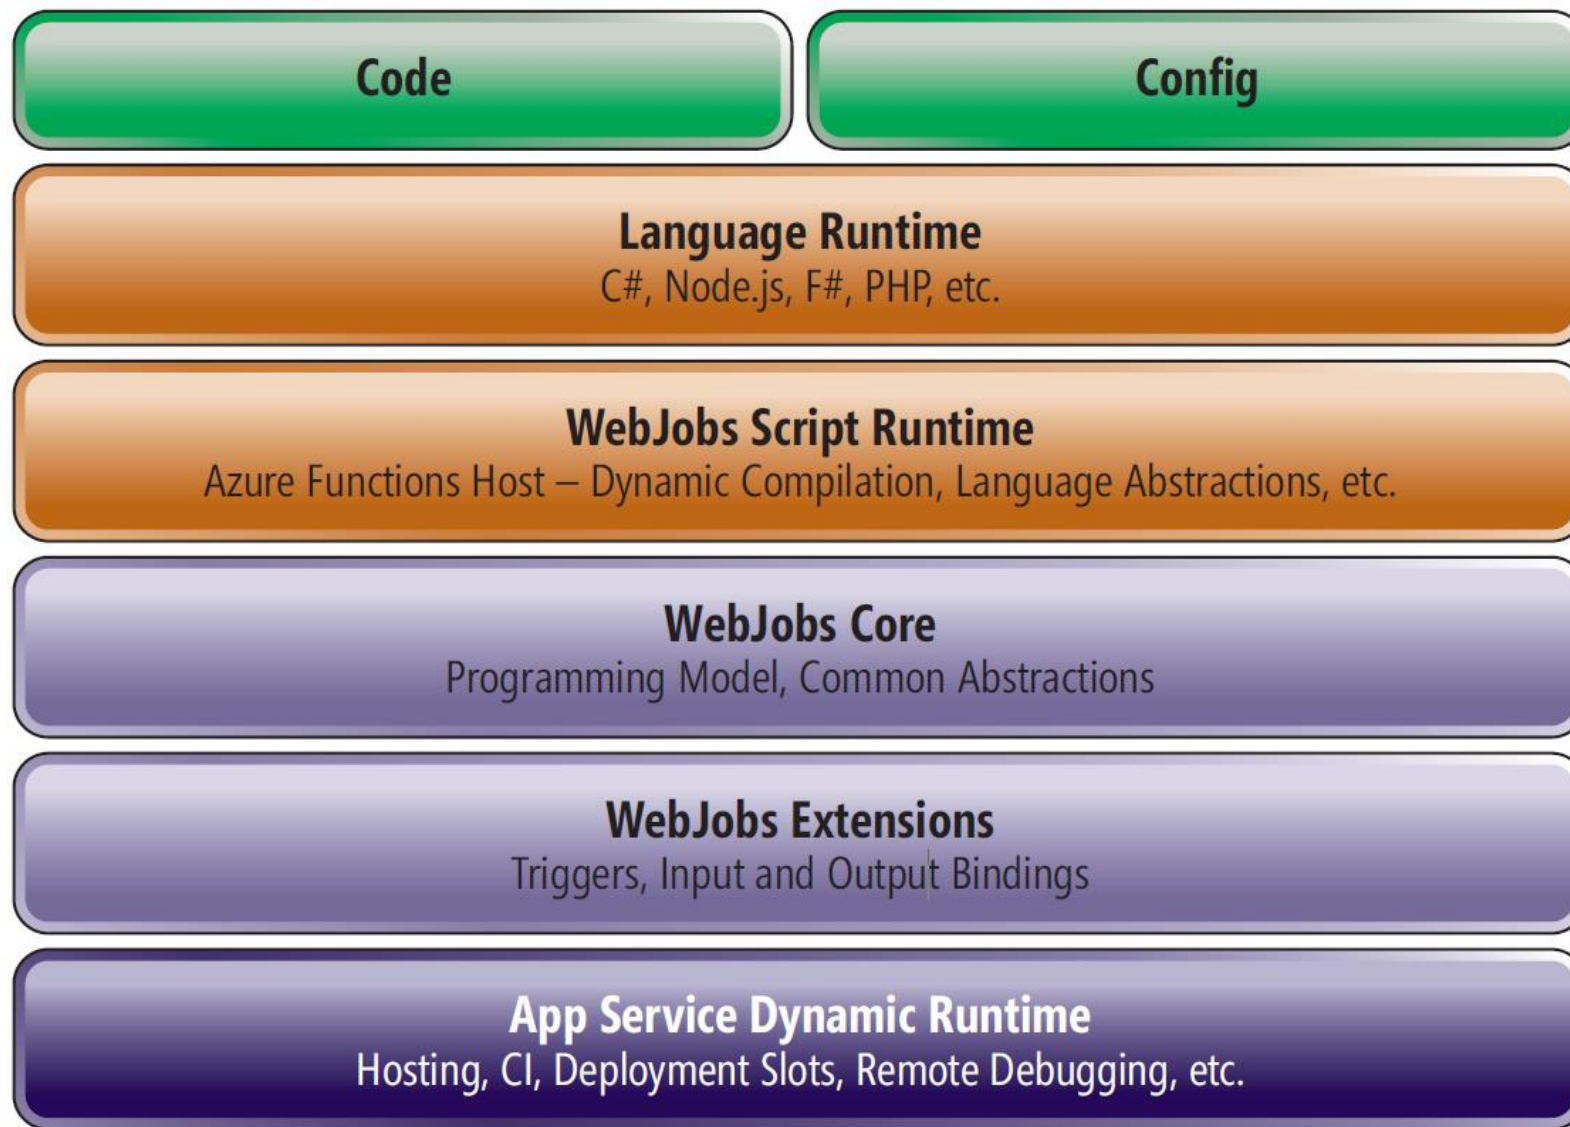 Code
Config
Language Runtime
C#, Node.js, F#, PHP, etc.
WebJobs Script Runtime
Azure Functions Host – Dynamic Compilation, Language Abstractions, etc.
WebJobs Core
Programming Model, Common Abstractions
WebJobs Extensions
Triggers, Input and Output Bindings
App Service Dynamic Runtime
Hosting, CI, Deployment Slots, Remote Debugging, etc.